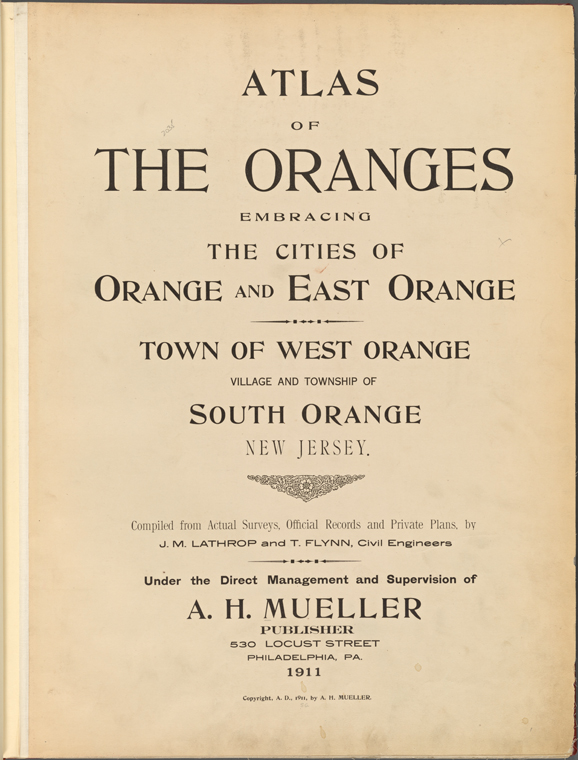 ATLAS
OF
THE ORANGES
EMBRACING
THE CITIES OF
ORANGE AND EAST ORANGE
TOWN OF WEST ORANGE
VILLAGE AND TOWNSHIP OF
SOUTH ORANGE
NEW JERSEY.
Compiled from Actual Surveys, Official Records and Private Plans, by
J. M. LATHROP and T. FLYNN, Civil Engineers
Under the Direct Management and Supervision of
A. H. MUELLER
PUBLISHER
530 LOCUST STREET
PHILADELPHIA, PA.
1911
Copyright, A. D., 1911, by A. H. MUELLER.